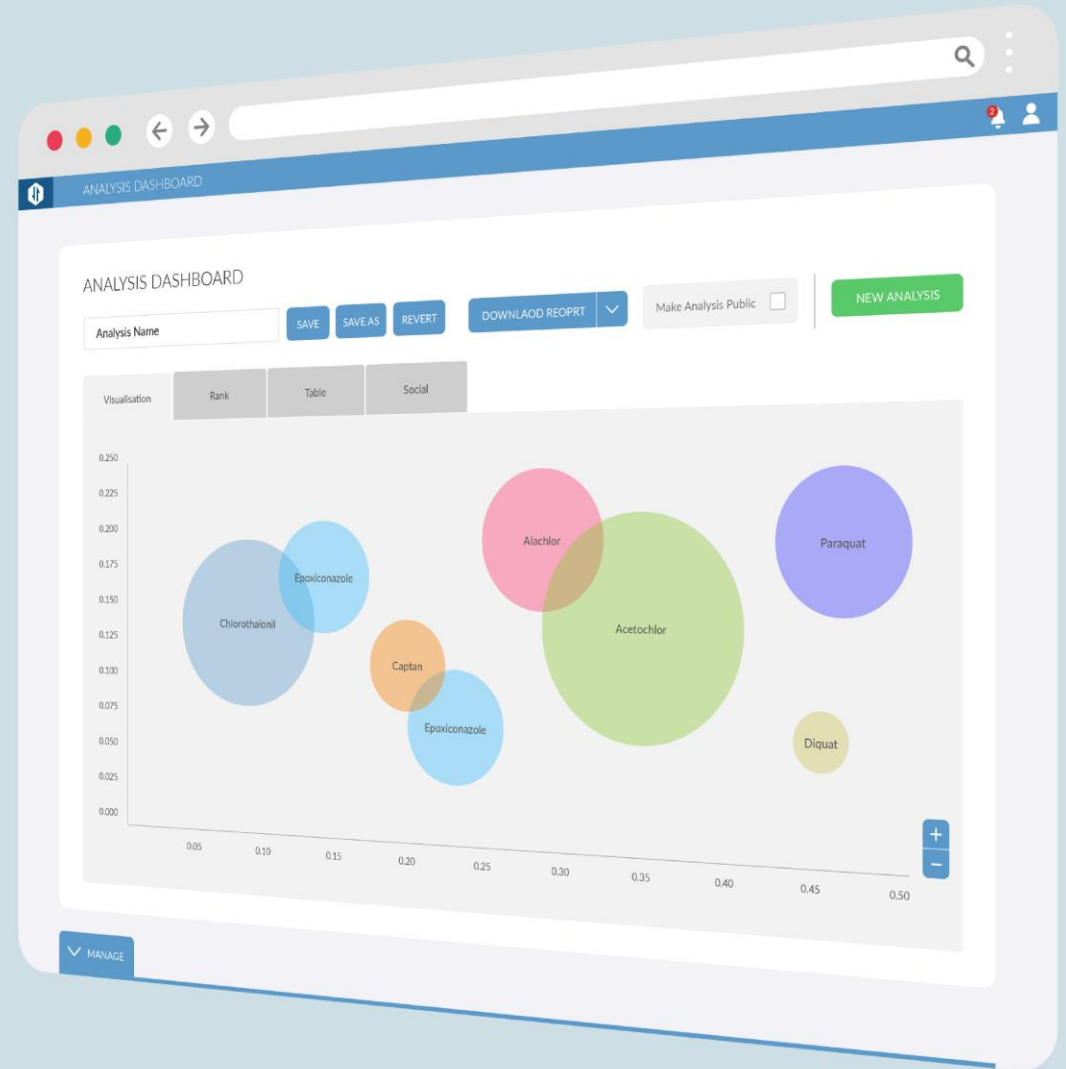 2
ANALYSIS DASHBOARD
ANALYSIS DASHBOARD
Analysis Name
SAVE
SAVE AS
REVERT
DOWNLAOD REOPRT
Make Analysis Public
NEW ANALYSIS
Visualisation
Rank
Table
Social
0.250
0.225
0.200
0.175
0.150
0.125
0.100
0.075
0.050
0.025
0.000
Alachlor
Paraquat
Epoxiconazole
Chlorothalonil
Acetochlor
Captan
Epoxiconazole
Diquat
0.05
0.10
0.15
0.20
0.25
0.30
0.35
0.40
0.45
0.50
+
−
MANAGE